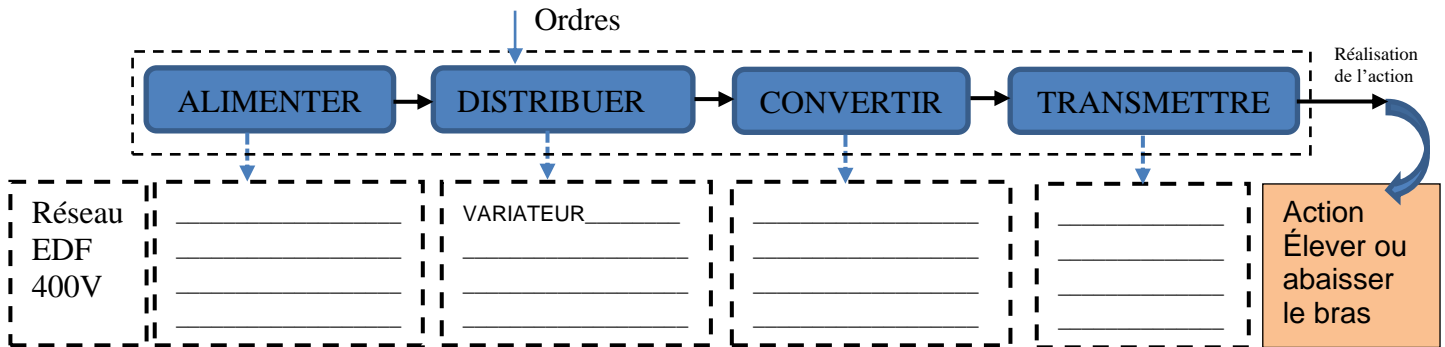 Ordres
Réalisation
de l'action
ALIMENTER
DISTRIBUER
CONVERTIR
TRANSMETTRE
Réseau
EDF
400V
VARIATEUR________
Action
Élever ou
abaisser
le bras